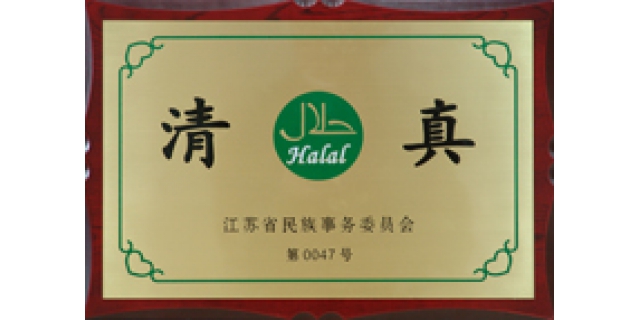 清 حلال 真
Halal
江苏省民族事务委员会
第0047号